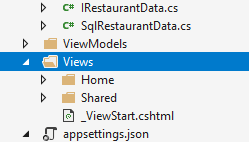 C# IRestaurantData.cs
C# SqlRestaurantData.cs
ViewModels
Views
Home
Shared
_ViewStart.cshtml
appsettings.json